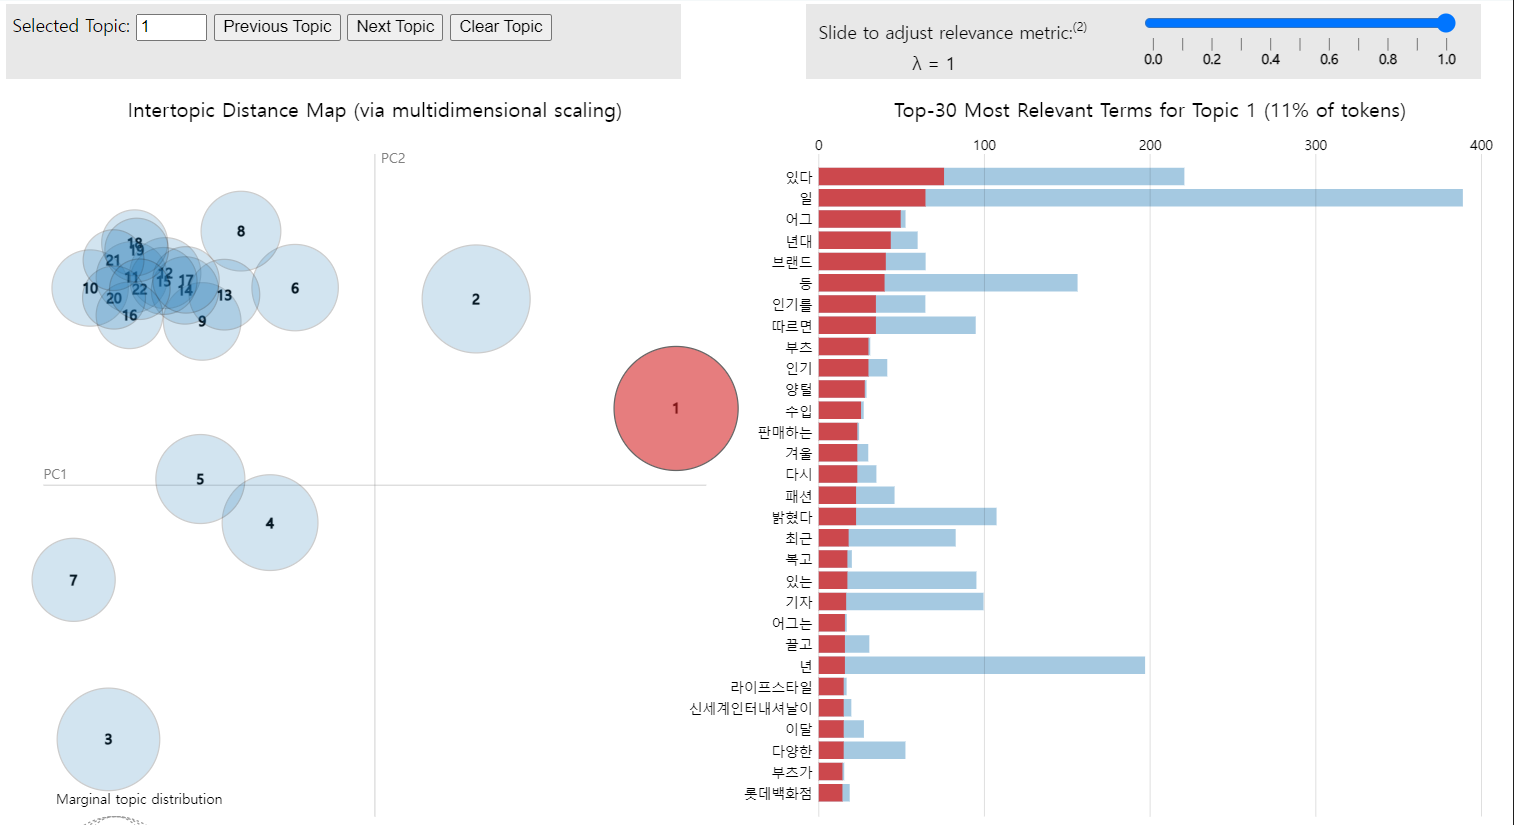 Selected Topic: 1 Previous Topic Next Topic Clear Topic
Slide to adjust relevance metric:(2)
λ = 1
0.0 0.2 0.4 0.6 0.8 1.0
Intertopic Distance Map (via multidimensional scaling)
PC2
PC1
8
18
19
21
12
11
17
15
10
22
14
20
13
6
16
9
2
1
5
4
7
3
Marginal topic distribution
Top-30 Most Relevant Terms for Topic 1 (11% of tokens)
0 100 200 300 400
있다
일
어그
년대
브랜드
등
인기를
따르면
부츠
인기
양털
수입
판매하는
겨울
다시
패션
밝혔다
최근
복고
있는
기자
어그는
끌고
년
라이프스타일
신세계인터내셔날이
이달
다양한
부츠가
롯데백화점